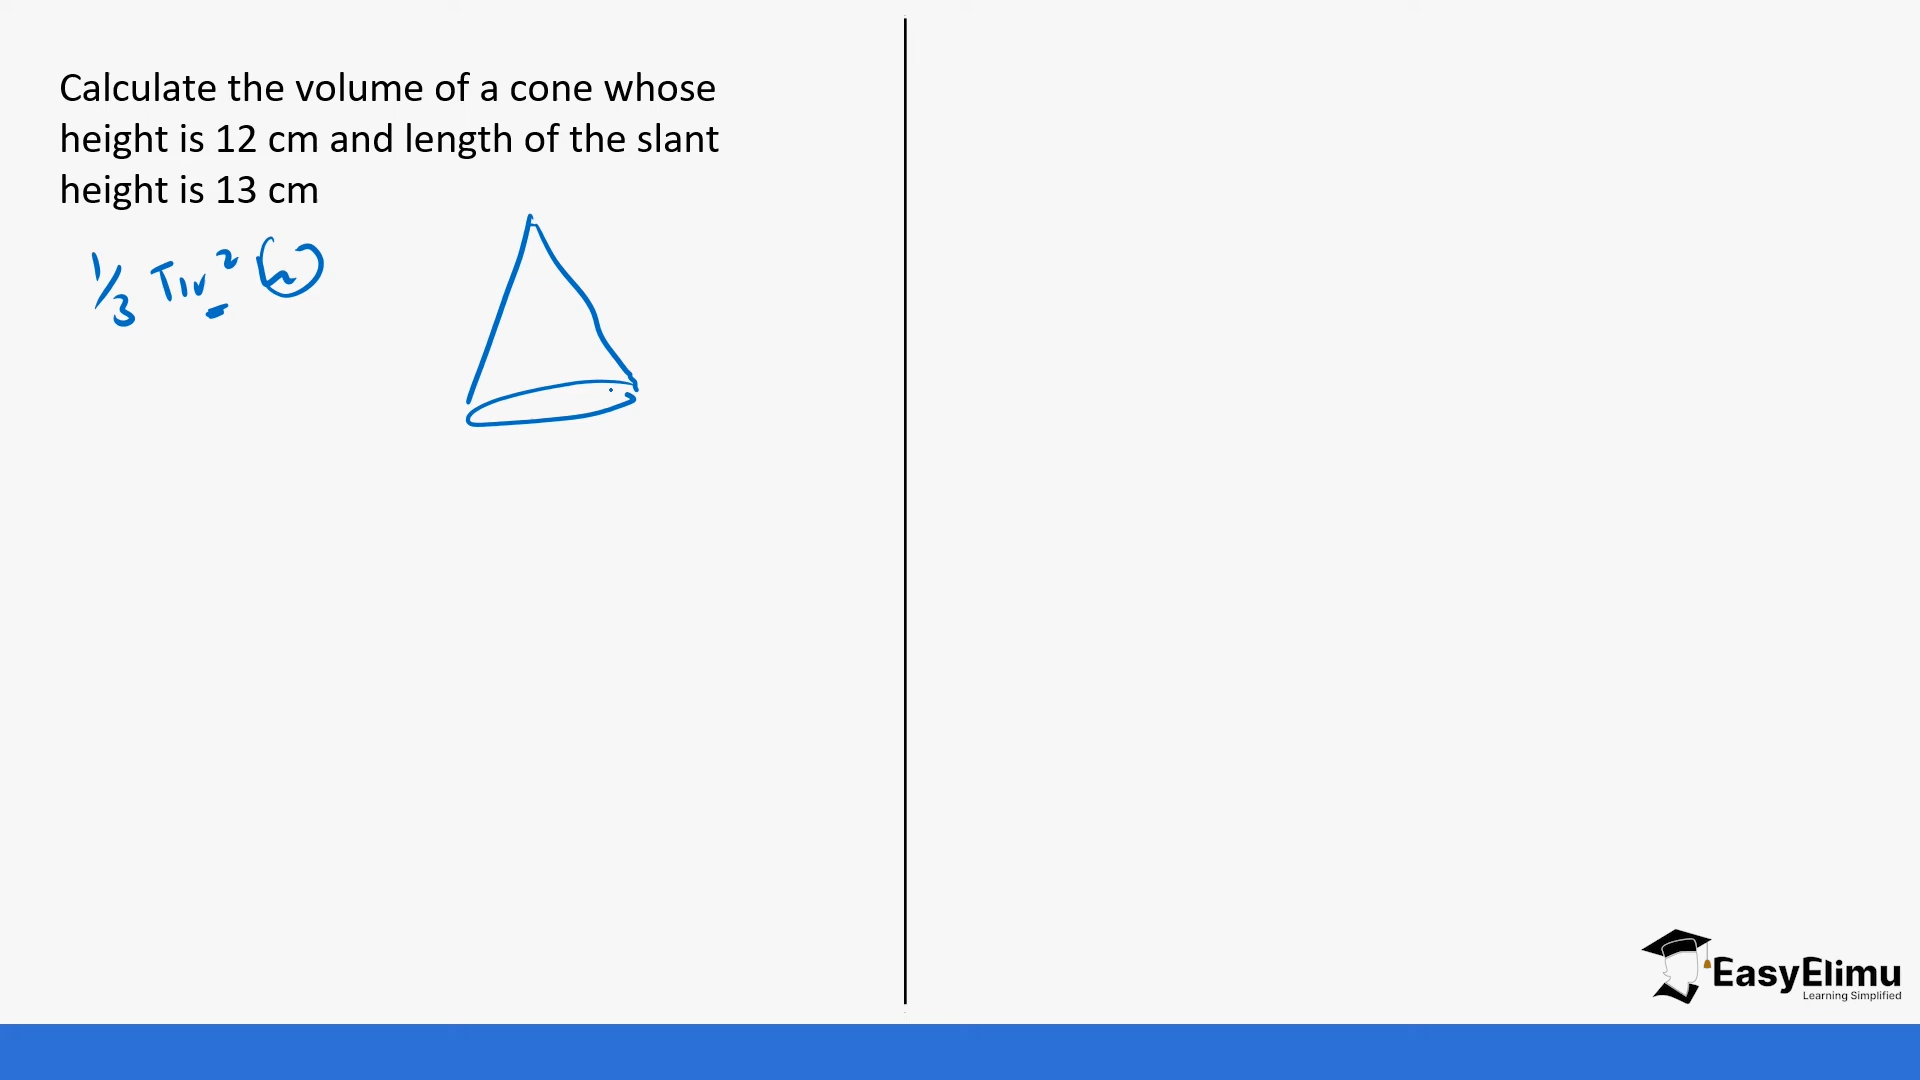 Calculate the volume of a cone whose
height is 12 cm and length of the slant
height is 13 cm
1/3 πr² h
EasyElimu
Learning Simplified